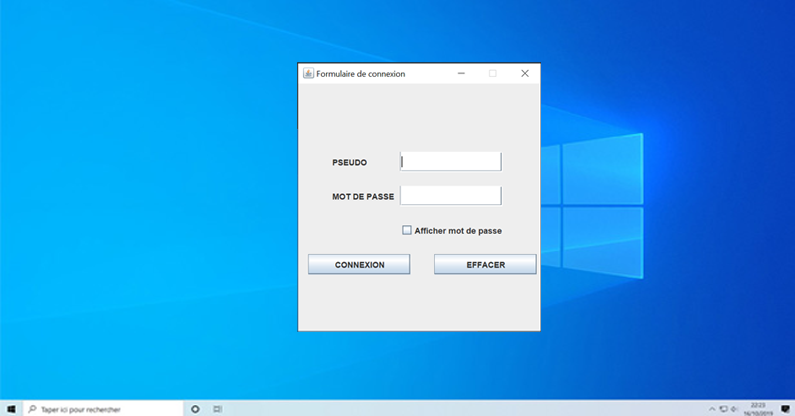 Formulaire de connexion
PSEUDO
MOT DE PASSE
Afficher mot de passe
CONNEXION
EFFACER
Taper ici pour rechercher
22:23
16/10/2019